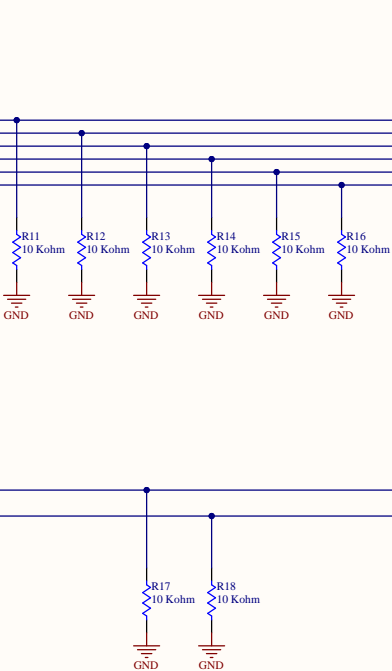 R11 R12 R13 R14 R15 R16
10 Kohm 10 Kohm 10 Kohm 10 Kohm 10 Kohm 10 Kohm
GND GND GND GND GND GND
R17 R18
10 Kohm 10 Kohm
GND GND